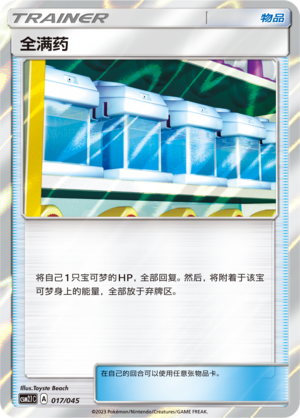 TRAINER
物品
全满药
将自己1只宝可梦的HP，全部回复。然后，将附着于该宝
可梦身上的能量，全部放于弃牌区。
Illus.Toyste Beach
A 017/045
在自己的回合可以使用任意张物品卡。
©2023 Pokémon/Nintendo/Creatures/GAME FREAK.